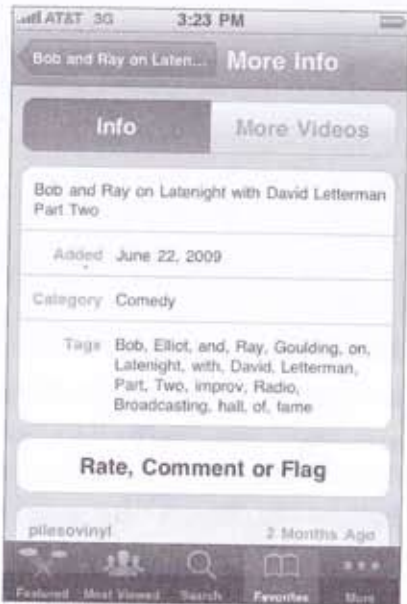 AT&T 3G 3:23 PM
Bob and Ray on Laten... More Info
Info More Videos
Bob and Ray on Latenight with David Letterman
Part Two
Added June 22, 2009
Category Comedy
Tags Bob, Elliot, and, Ray, Goulding, on,
Latenight, with, David, Letterman,
Part, Two, improv, Radio,
Broadcasting, hall, of, fame
Rate, Comment or Flag
pilesovinyl 2 Months Ago
Featured Most Viewed Search Favorites More